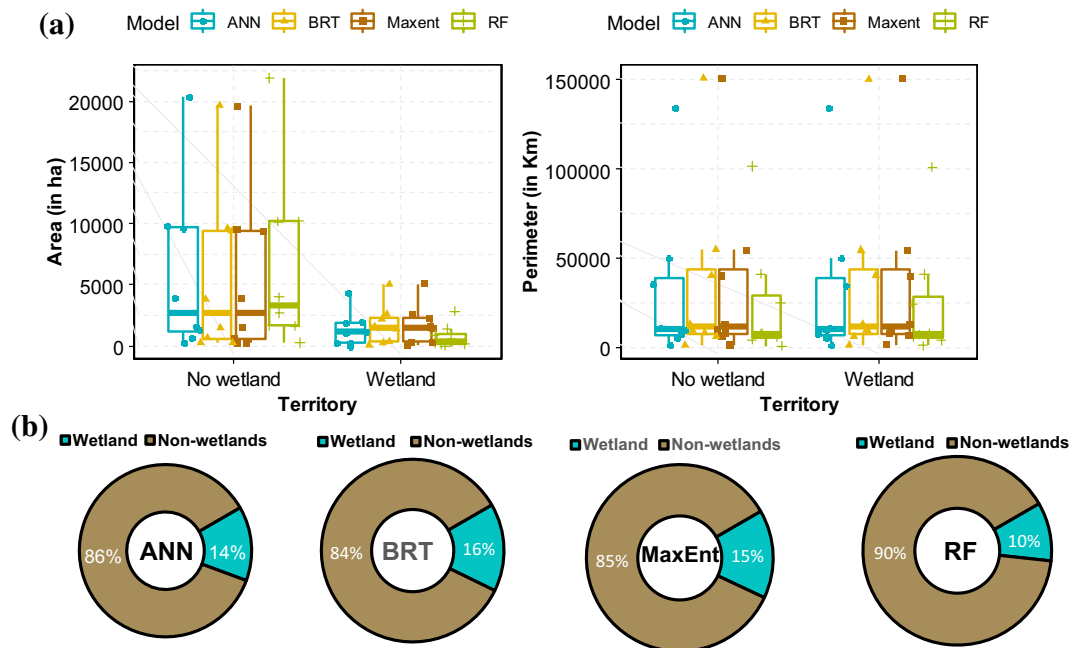 (a)
Model ANN BRT Maxent RF
Area (in ha)
20000
15000
10000
5000
0
No wetland Wetland
Territory
Model ANN BRT Maxent RF
Perimeter (in Km)
150000
100000
50000
0
No wetland Wetland
Territory
(b)
Wetland Non-wetlands
86% ANN 14%
Wetland Non-wetlands
84% BRT 16%
Wetland Non-wetlands
85% MaxEnt 15%
Wetland Non-wetlands
90% RF 10%